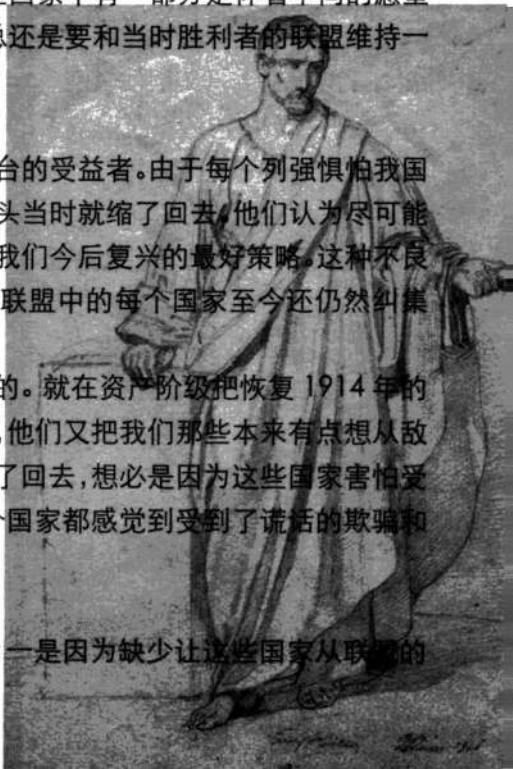 些国家中有一部分是怀着不同的愿望
总还是要和当时胜利者的联盟维持一
台的受益者。由于每个列强惧怕我国
头当时就缩了回去,他们认为尽可能
我们今后复兴的最好策略。这种不良
联盟中的每个国家至今还仍然纠集
的。就在资产阶级把恢复 1914 年的
,他们又把我们那些本来有点想从敌
了回去,想必是因为这些国家害怕受
个国家都感觉到受到了谎话的欺骗和
一是因为缺少让这些国家从联盟的